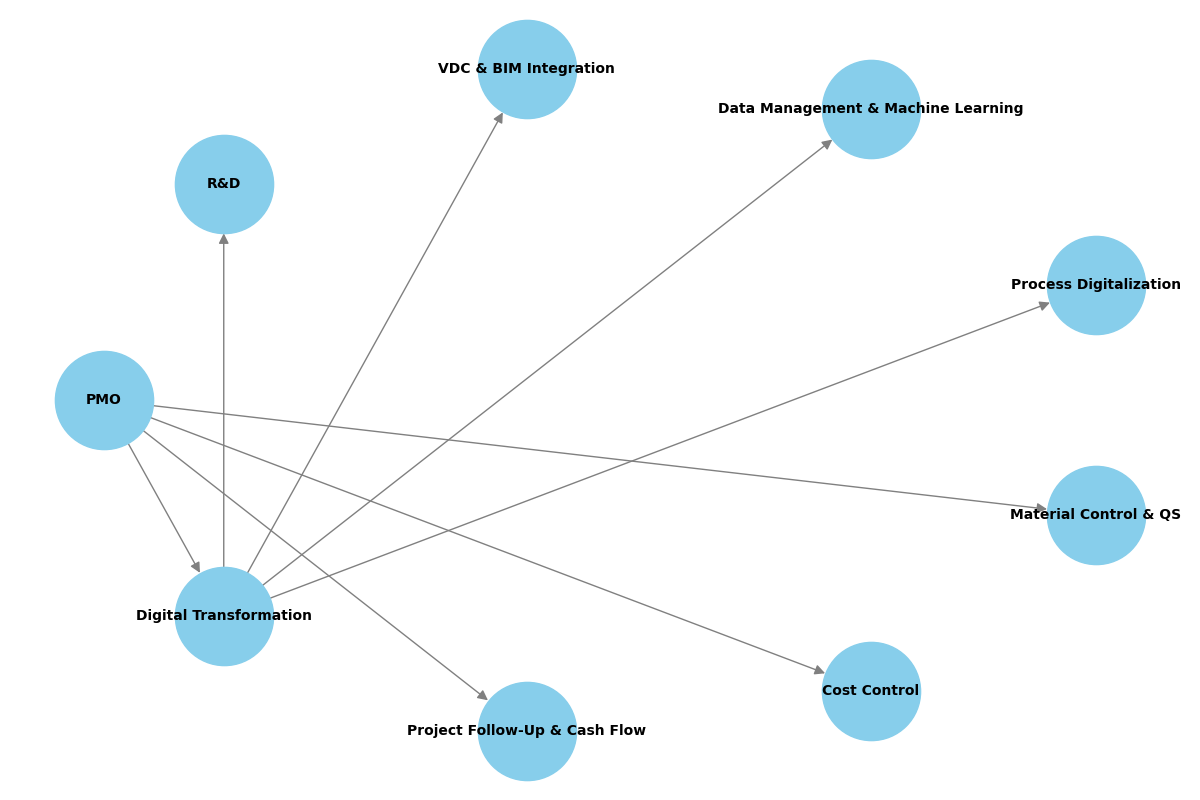 VDC & BIM Integration
Data Management & Machine Learning
R&D
Process Digitalization
PMO
Material Control & QS
Digital Transformation
Cost Control
Project Follow-Up & Cash Flow